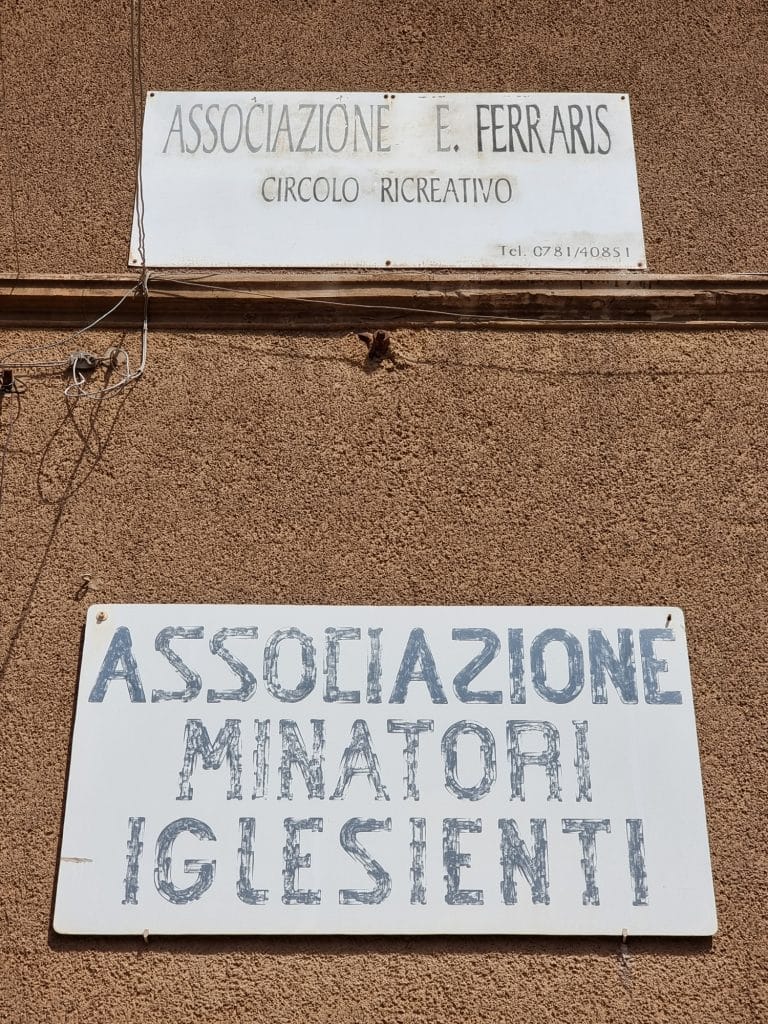 ASSOCIAZIONE E. FERRARIS
CIRCOLO RICREATIVO
Tel. 0781/40851
ASSOCIAZIONE
MINATORI
IGLESIENTI